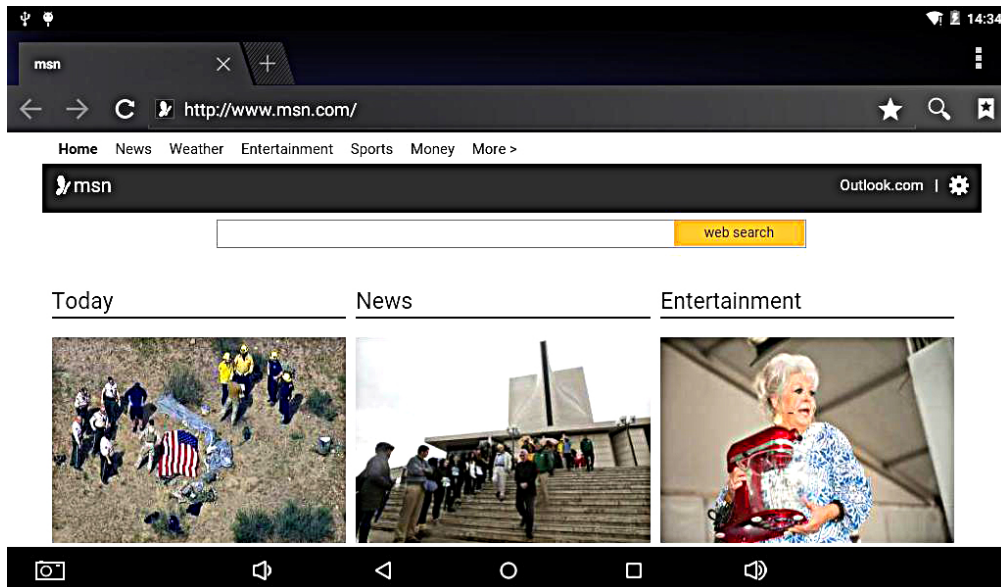 14:34
msn
http://www.msn.com/
Home News Weather Entertainment Sports Money More >
msn Outlook.com |
web search
Today News Entertainment